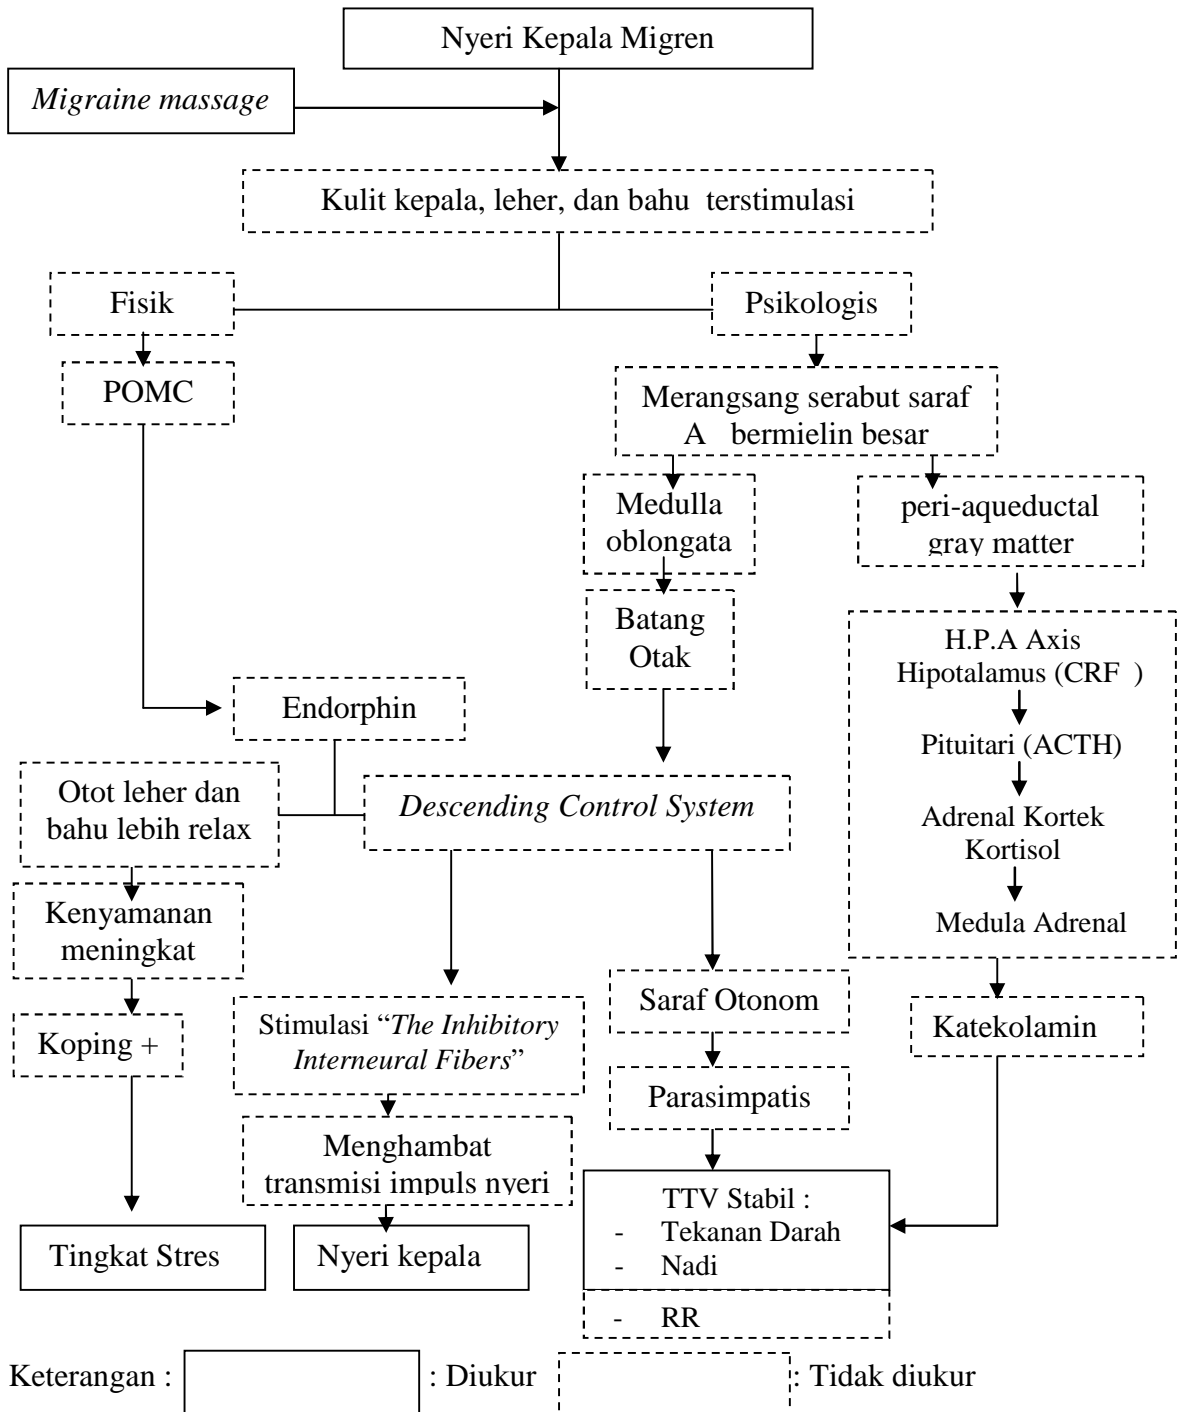 Nyeri Kepala Migren
Migraine massage
Kulit kepala, leher, dan bahu terstimulasi
Fisik
Psikologis
POMC
Merangsang serabut saraf
A bermielin besar
Medulla
oblongata
peri-aqueductal
gray matter
Batang
Otak
H.P.A Axis
Hipotalamus (CRF )
Pituitari (ACTH)
Adrenal Kortek
Kortisol
Medula Adrenal
Endorphin
Otot leher dan
bahu lebih relax
Descending Control System
Kenyamanan
meningkat
Koping +
Stimulasi “The Inhibitory
Interneural Fibers”
Saraf Otonom
Katekolamin
Parasimpatis
Menghambat
transmisi impuls nyeri
Tingkat Stres
Nyeri kepala
TTV Stabil :
- Tekanan Darah
- Nadi
- RR
Keterangan : : Diukur : Tidak diukur